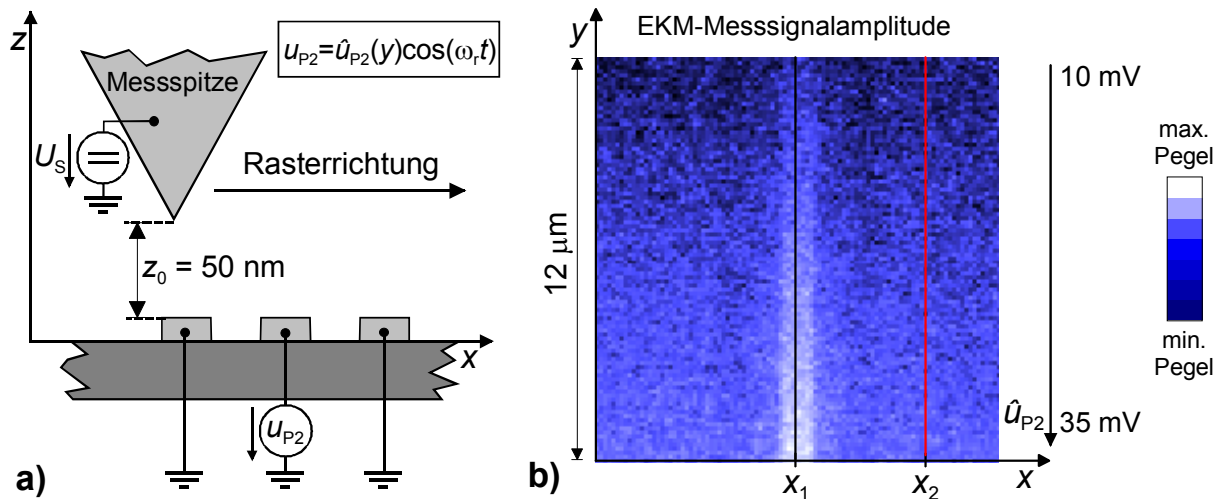 z
u_P2=û_P2(y)cos(ω_r t)
Messspitze
U_S
Rasterrichtung
z_0 = 50 nm
x
u_P2
a)
EKM-Messsignalamplitude
y
12 µm
10 mV
û_P2
35 mV
x_1
x_2
x
b)
max.
Pegel
min.
Pegel